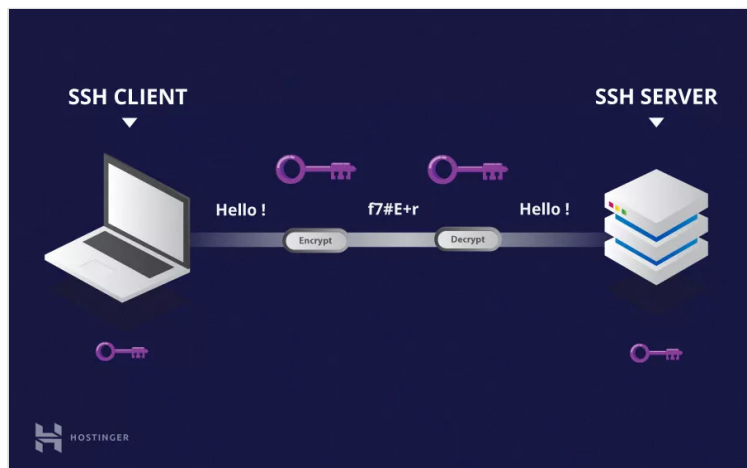 SSH CLIENT
SSH SERVER
Hello !
f7#E+r
Hello !
Encrypt
Decrypt
HOSTINGER